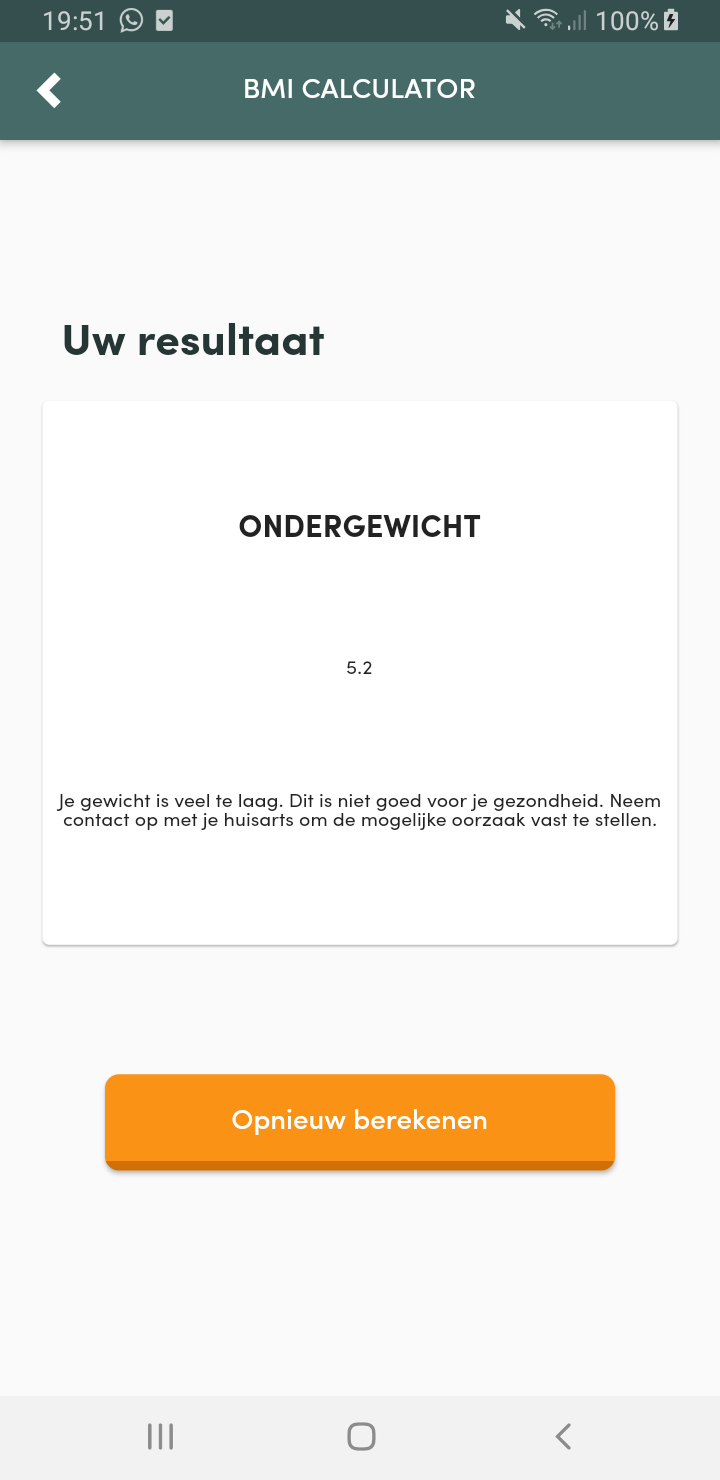 19:51
100%
BMI CALCULATOR
Uw resultaat
ONDERGEWICHT
5.2
Je gewicht is veel te laag. Dit is niet goed voor je gezondheid. Neem
contact op met je huisarts om de mogelijke oorzaak vast te stellen.
Opnieuw berekenen